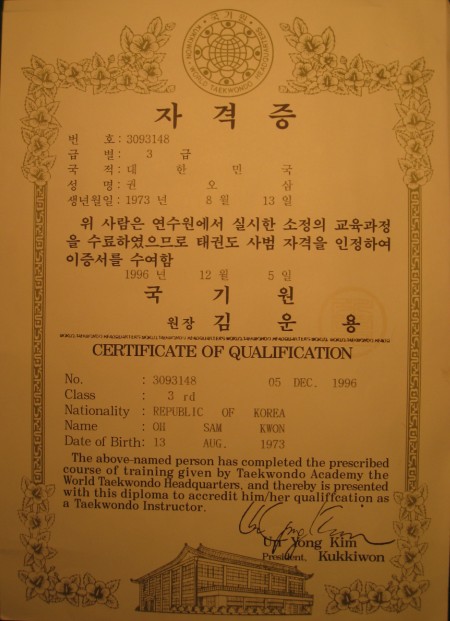 국기원
WORLD TAEKWONDO HEADQUARTERS
자격증
번 호: 3093148
급 별: 3 급
국 적: 대 한 민 국
성 명: 권 오 삼
생년월일: 1973 년 8 월 13 일
위 사람은 연수원에서 실시한 소정의 교육과정
을 수료하였으므로 태권도 사범 자격을 인정하여
이증서를 수여함
1996 년 12 월 5 일
국 기 원
원장 김 운 용
CERTIFICATE OF QUALIFICATION
No. : 3093148 05 DEC. 1996
Class : 3 rd
Nationality : REPUBLIC OF KOREA
Name : OH SAM KWON
Date of Birth: 13 AUG. 1973
The above-named person has completed the prescribed
course of training given by Taekwondo Academy the
World Taekwondo Headquarters, and thereby is presented
with this diploma to accredit him/her qualification as
a Taekwondo Instructor.
Un Yong Kim
President, Kukkiwon